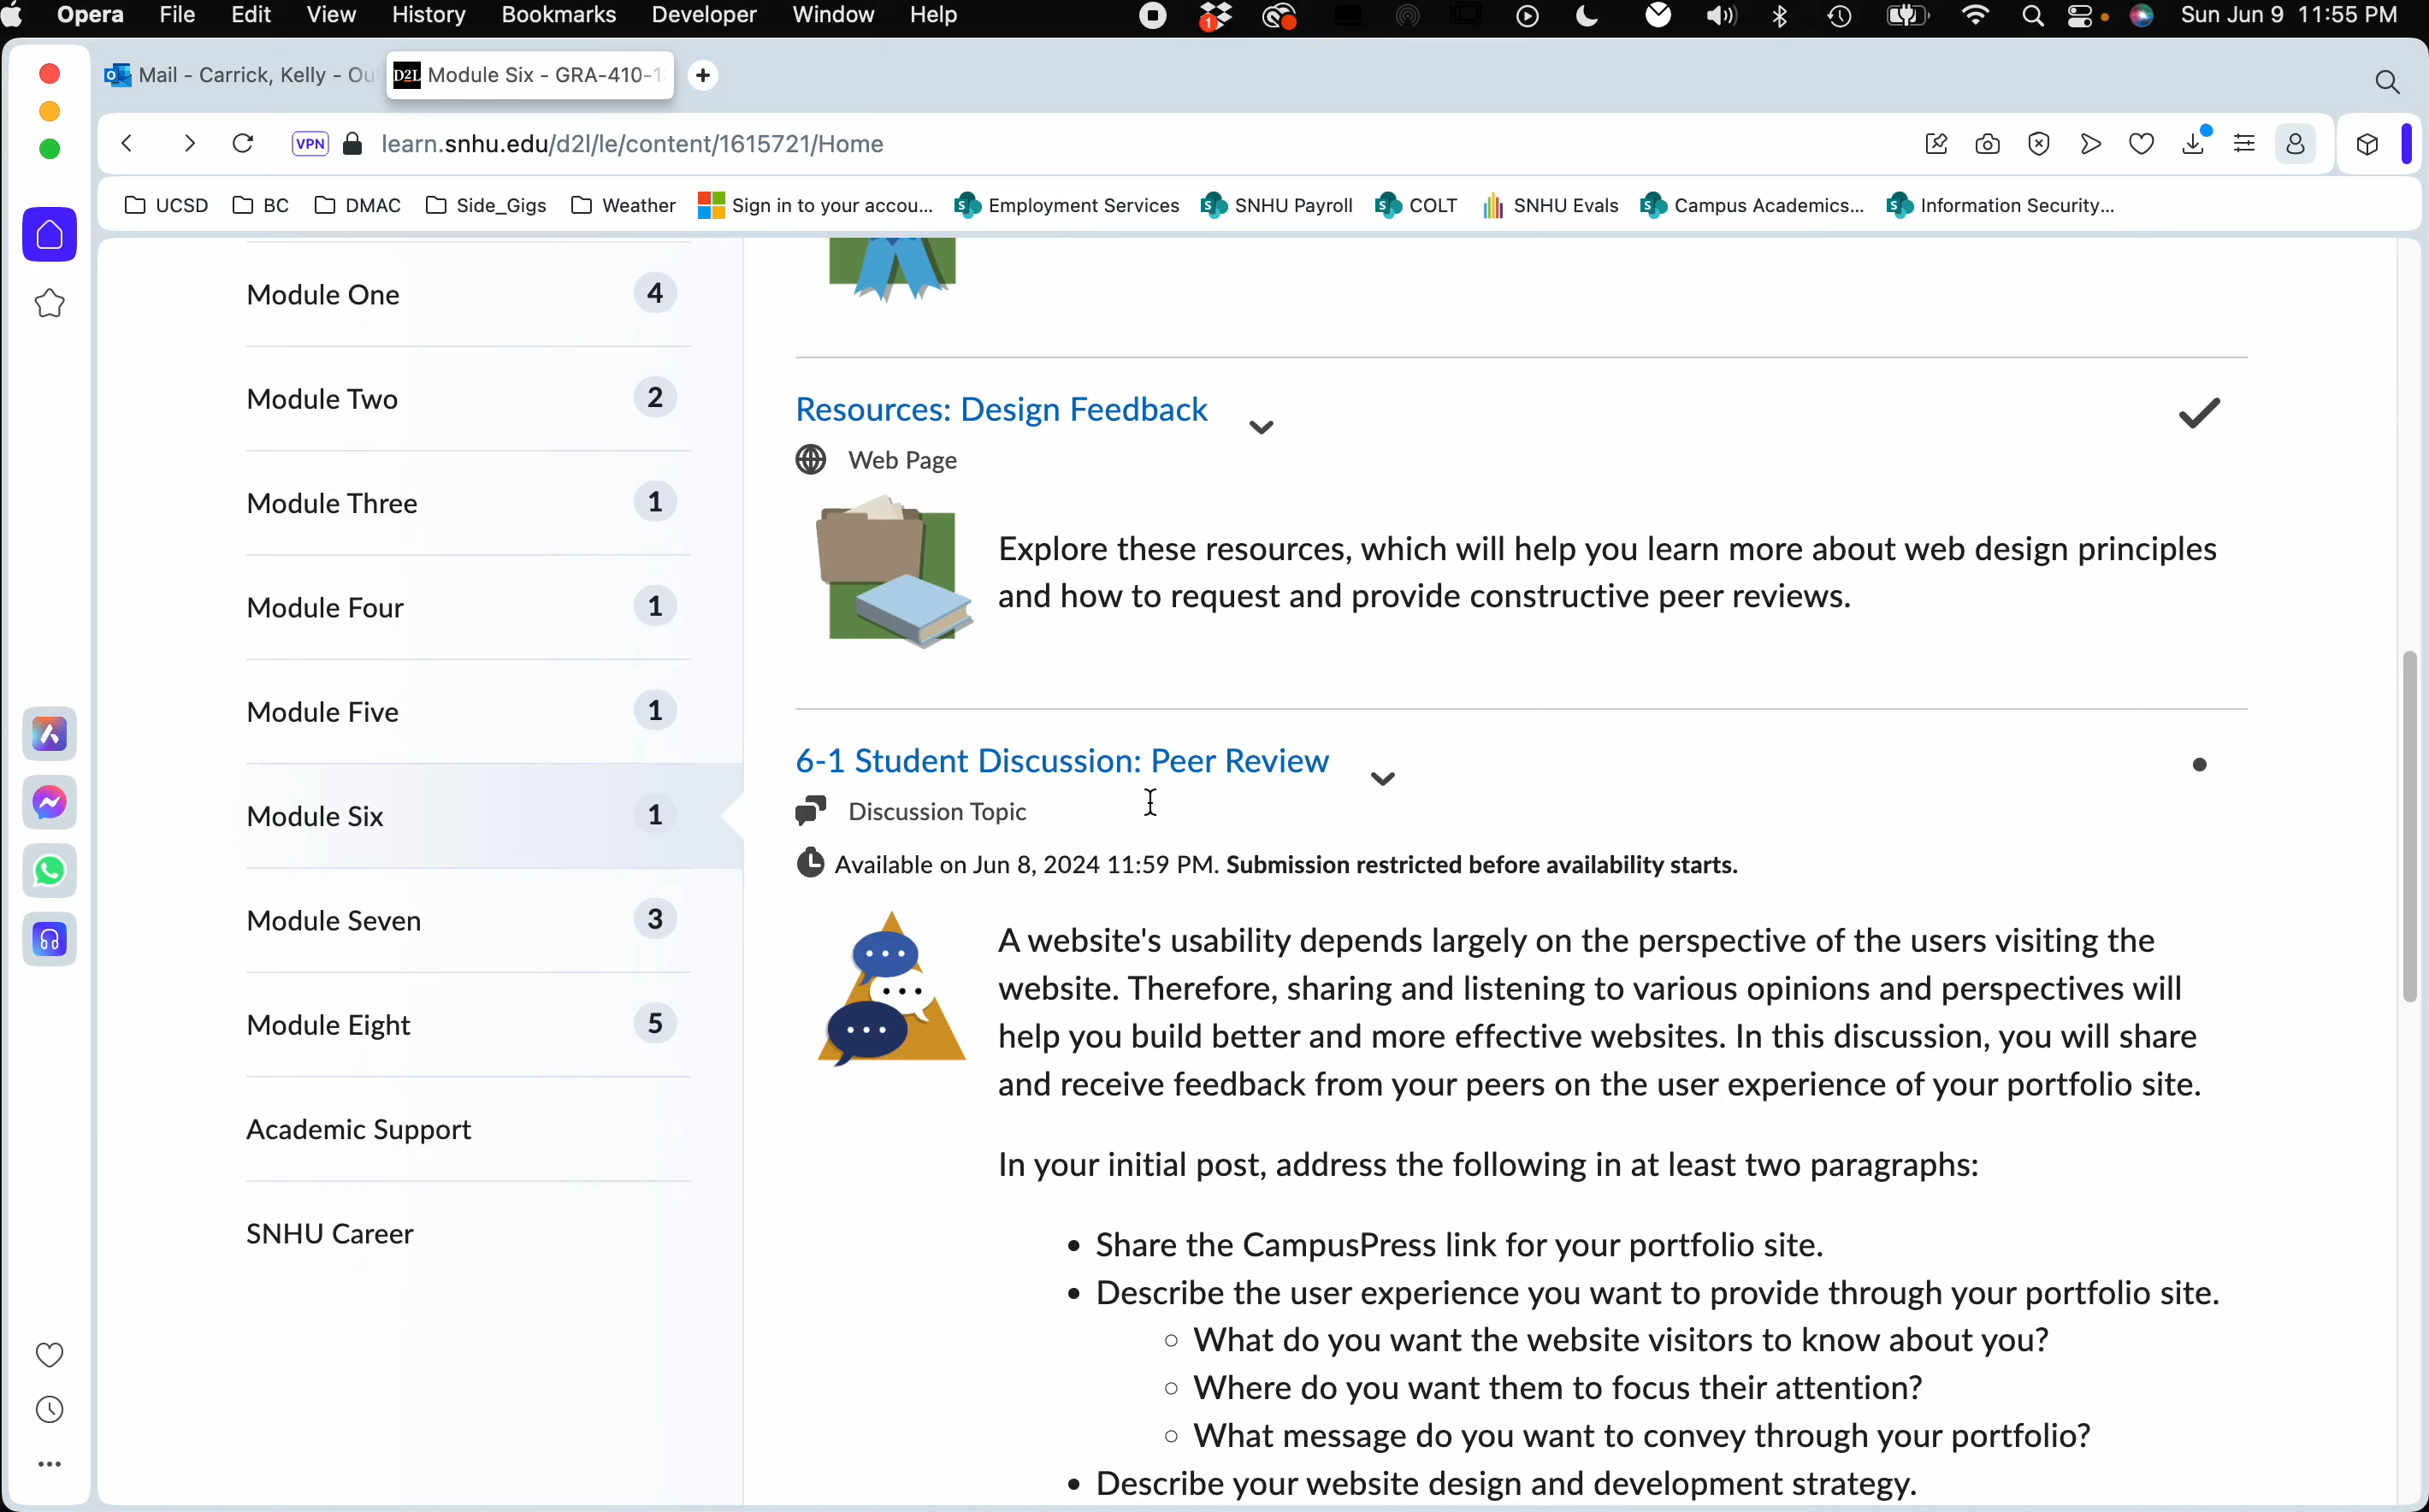 Opera File Edit View History Bookmarks Developer Window Help Sun Jun 9 11:55 PM
1
Mail - Carrick, Kelly - Ou
D2L Module Six - GRA-410-1
VPN learn.snhu.edu/d2l/le/content/1615721/Home
UCSD BC DMAC Side_Gigs Weather Sign in to your accou... Employment Services SNHU Payroll COLT SNHU Evals Campus Academics... Information Security...
Module One 4
Module Two 2
Module Three 1
Module Four 1
Module Five 1
Module Six 1
Module Seven 3
Module Eight 5
Academic Support
SNHU Career
Resources: Design Feedback
Web Page
Explore these resources, which will help you learn more about web design principles
and how to request and provide constructive peer reviews.
6-1 Student Discussion: Peer Review
Discussion Topic
Available on Jun 8, 2024 11:59 PM. Submission restricted before availability starts.
A website's usability depends largely on the perspective of the users visiting the
website. Therefore, sharing and listening to various opinions and perspectives will
help you build better and more effective websites. In this discussion, you will share
and receive feedback from your peers on the user experience of your portfolio site.
In your initial post, address the following in at least two paragraphs:
• Share the CampusPress link for your portfolio site.
• Describe the user experience you want to provide through your portfolio site.
◦ What do you want the website visitors to know about you?
◦ Where do you want them to focus their attention?
◦ What message do you want to convey through your portfolio?
• Describe your website design and development strategy.